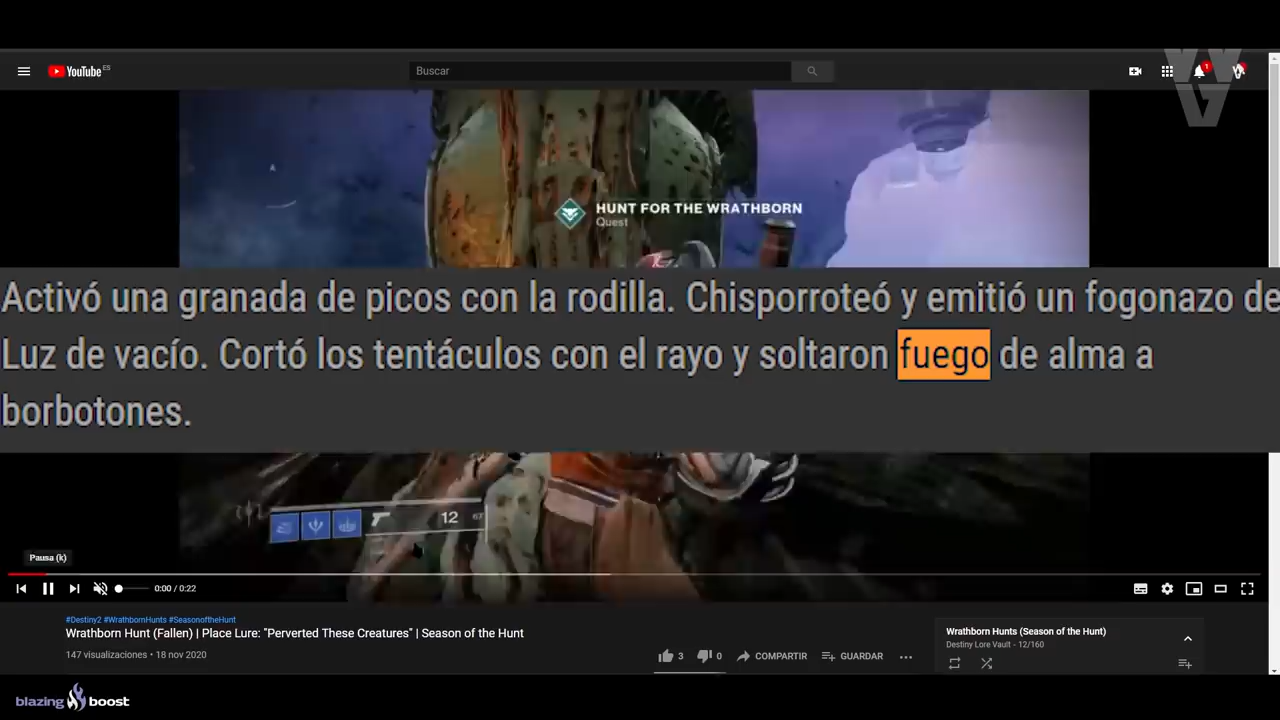 YouTube ES
Buscar
1
HUNT FOR THE WRATHBORN
Quest
Activó una granada de picos con la rodilla. Chisporroteó y emitió un fogonazo de
Luz de vacío. Cortó los tentáculos con el rayo y soltaron fuego de alma a
borbotones.
12
67
Pausa (k)
0:00 / 0:22
#Destiny2 #WrathbornHunts #SeasonoftheHunt
Wrathborn Hunt (Fallen) | Place Lure: "Perverted These Creatures" | Season of the Hunt
147 visualizaciones • 18 nov 2020
3
0
COMPARTIR
GUARDAR
Wrathborn Hunts (Season of the Hunt)
Destiny Lore Vault - 12/160
blazing boost